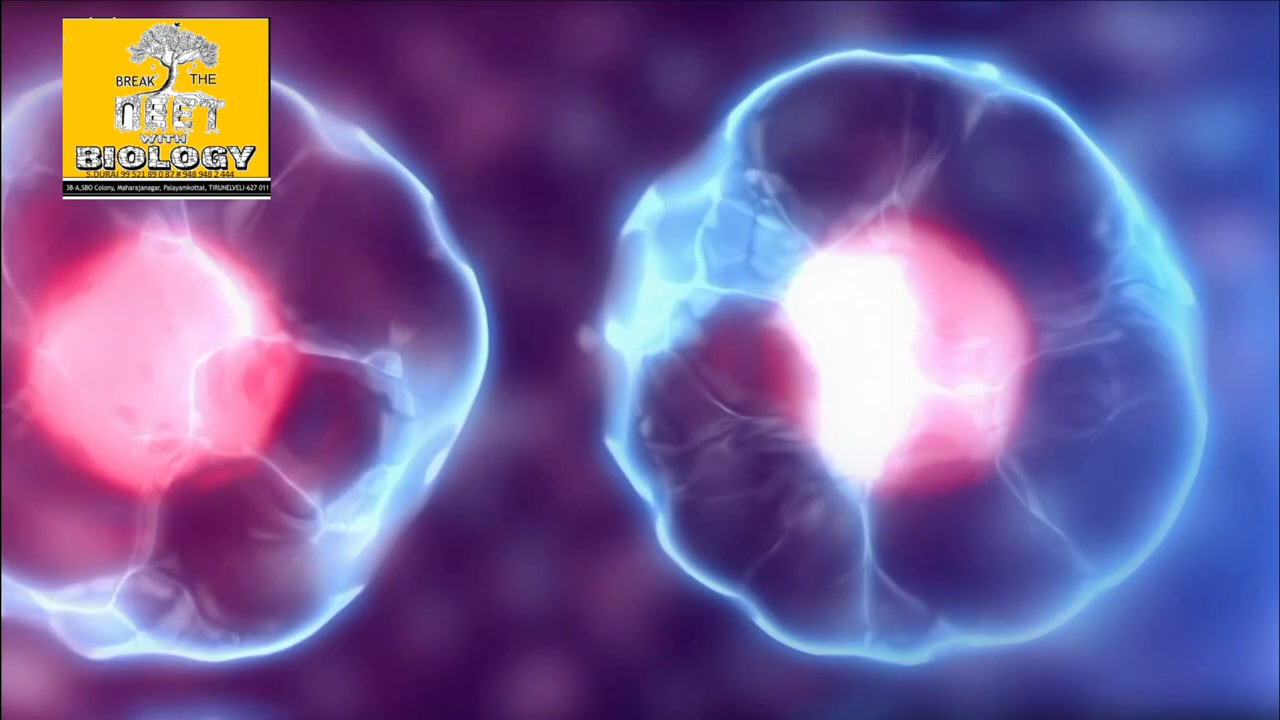 BREAK THE
NEET
WITH
BIOLOGY
S.DURAI 99 521 89 0 87 # 948 948 2 444
38-A,SBO Colony, Maharajanagar, Palayamkottai, TIRUNELVELI-627 011